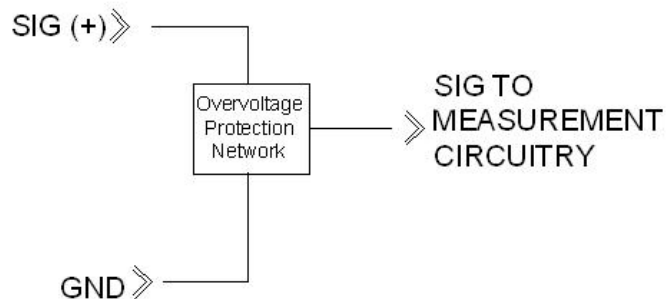 SIG (+)
Overvoltage
Protection
Network
SIG TO
MEASUREMENT
CIRCUITRY
GND